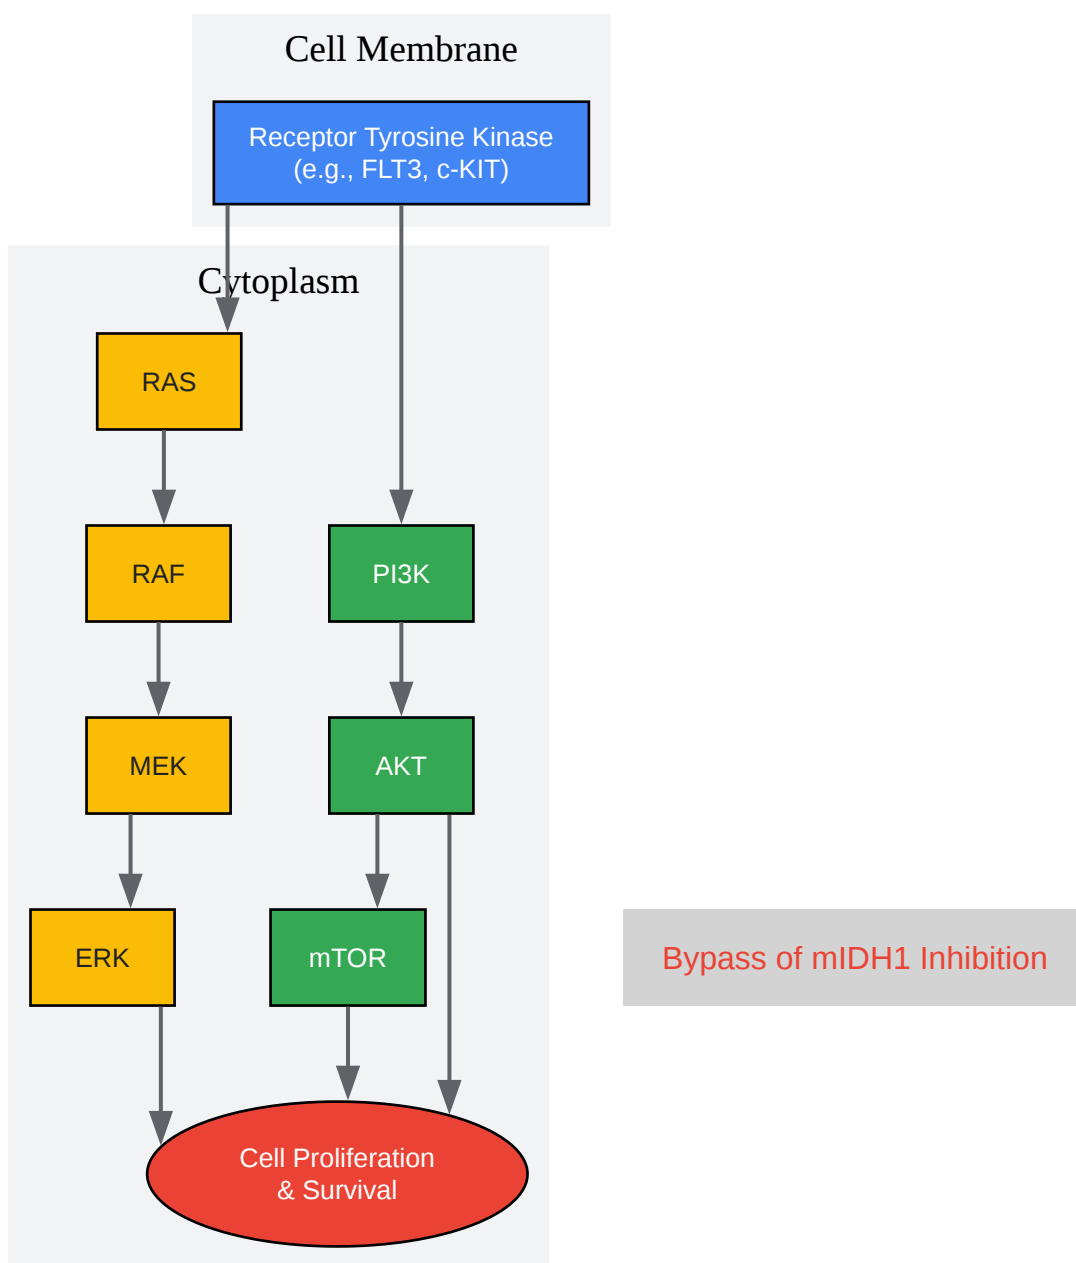 Cell Membrane
Receptor Tyrosine Kinase
(e.g., FLT3, c-KIT)
Cytoplasm
RAS
RAF
PI3K
MEK
AKT
ERK
mTOR
Bypass of mIDH1 Inhibition
Cell Proliferation
& Survival